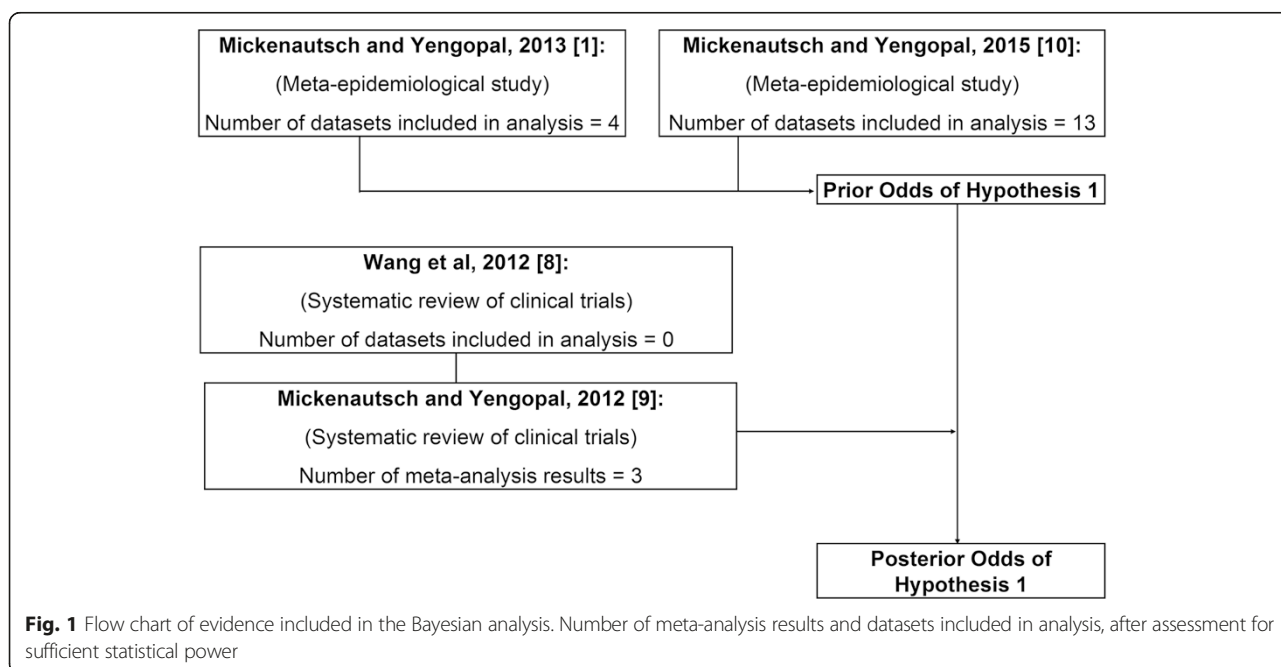 Mickenautsch and Yengopal, 2013 [1]:
(Meta-epidemiological study)
Number of datasets included in analysis = 4
Mickenautsch and Yengopal, 2015 [10]:
(Meta-epidemiological study)
Number of datasets included in analysis = 13
Prior Odds of Hypothesis 1
Wang et al, 2012 [8]:
(Systematic review of clinical trials)
Number of datasets included in analysis = 0
Mickenautsch and Yengopal, 2012 [9]:
(Systematic review of clinical trials)
Number of meta-analysis results = 3
Posterior Odds of
Hypothesis 1
Fig. 1 Flow chart of evidence included in the Bayesian analysis. Number of meta-analysis results and datasets included in analysis, after assessment for
sufficient statistical power